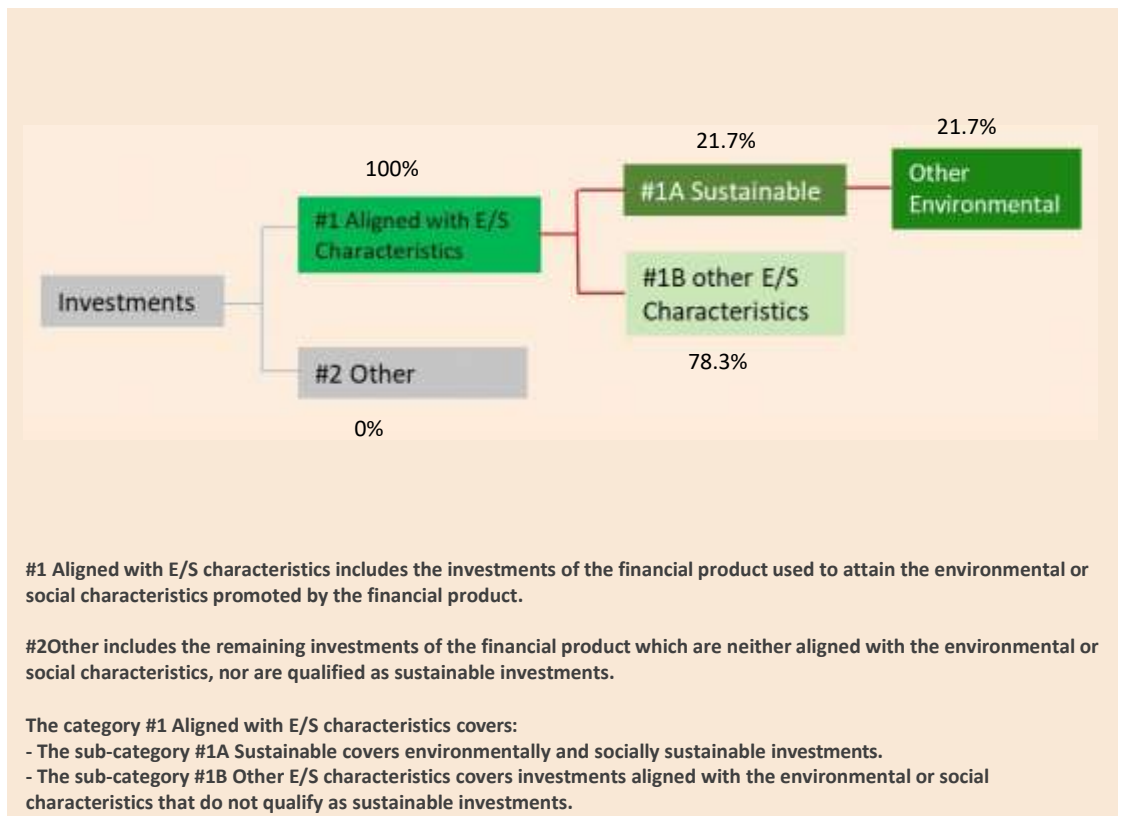 21.7%
21.7%
100%
Other
Environmental
#1A Sustainable
#1 Aligned with E/S
Characteristics
#1B other E/S
Characteristics
Investments
78.3%
#2 Other
0%
#1 Aligned with E/S characteristics includes the investments of the financial product used to attain the environmental or
social characteristics promoted by the financial product.
#2Other includes the remaining investments of the financial product which are neither aligned with the environmental or
social characteristics, nor are qualified as sustainable investments.
The category #1 Aligned with E/S characteristics covers:
- The sub-category #1A Sustainable covers environmentally and socially sustainable investments.
- The sub-category #1B Other E/S characteristics covers investments aligned with the environmental or social
characteristics that do not qualify as sustainable investments.